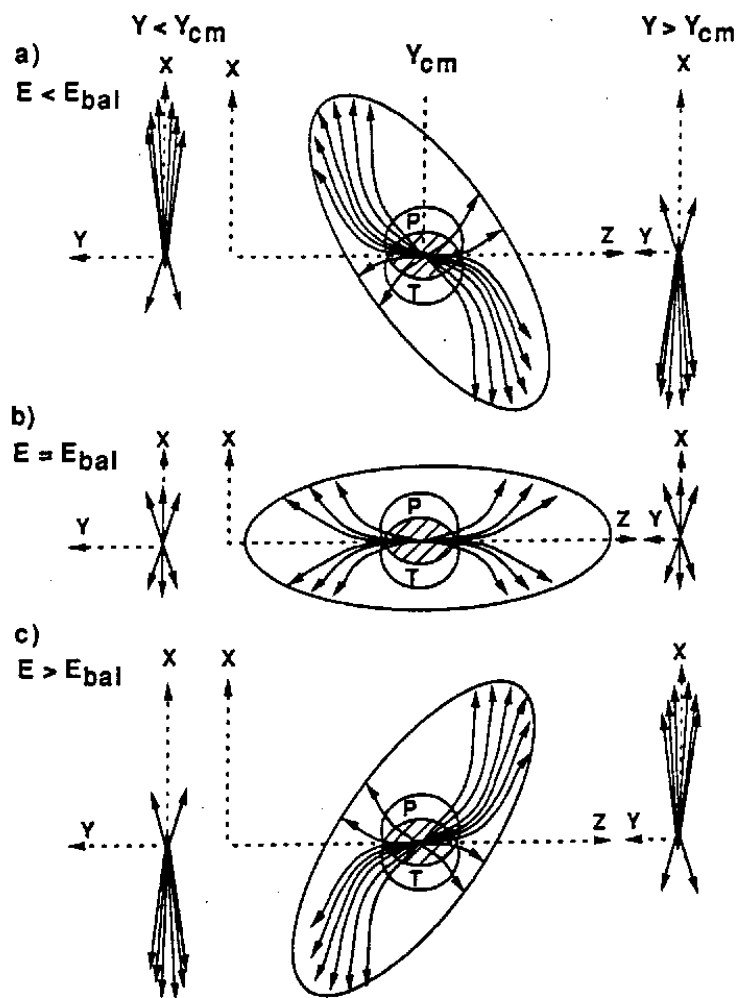 Y < Ycm
Ycm
Y > Ycm
a)
E < Ebal
X
X
X
P
T
Y
Z
Y
b)
E = Ebal
X
X
X
P
T
Y
Z
Y
c)
E > Ebal
X
X
X
P
T
Y
Z
Y